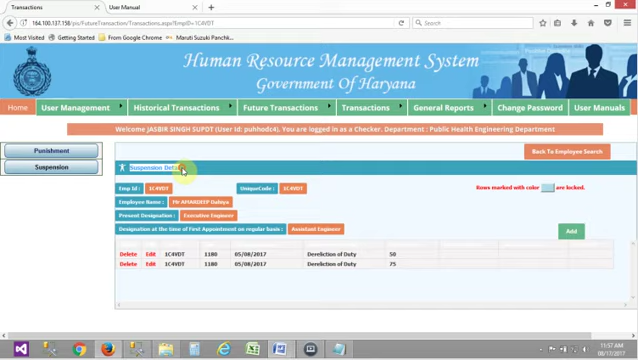 Transactions
User Manual
164.100.137.158/pis/FutureTransaction/Transactions.aspx?EmpId=1C4VDT
Search
Most Visited
Getting Started
From Google Chrome
Maruti Suzuki Panchk...
Human Resource Management System
Government Of Haryana
Home
User Management
Historical Transactions
Future Transactions
Transactions
General Reports
Change Password
User Manuals
Welcome JASBIR SINGH SUPDT (User Id: puhhodc4). You are logged in as a Checker. Department : Public Health Engineering Department
Punishment
Suspension
Back To Employee Search
Suspension Detail
Emp Id :
1C4VDT
UniqueCode :
1C4VDT
Rows marked with color
are locked.
Employee Name :
Mr AMARDEEP Dahiya
Present Designation :
Executive Engineer
Designation at the time of First Appointment on regular basis :
Assistant Engineer
Add
Delete Edit 1C4VDT 1180 05/08/2017 Dereliction of Duty 50
Delete Edit 1C4VDT 1180 05/08/2017 Dereliction of Duty 75
11:57 AM
08/17/2017